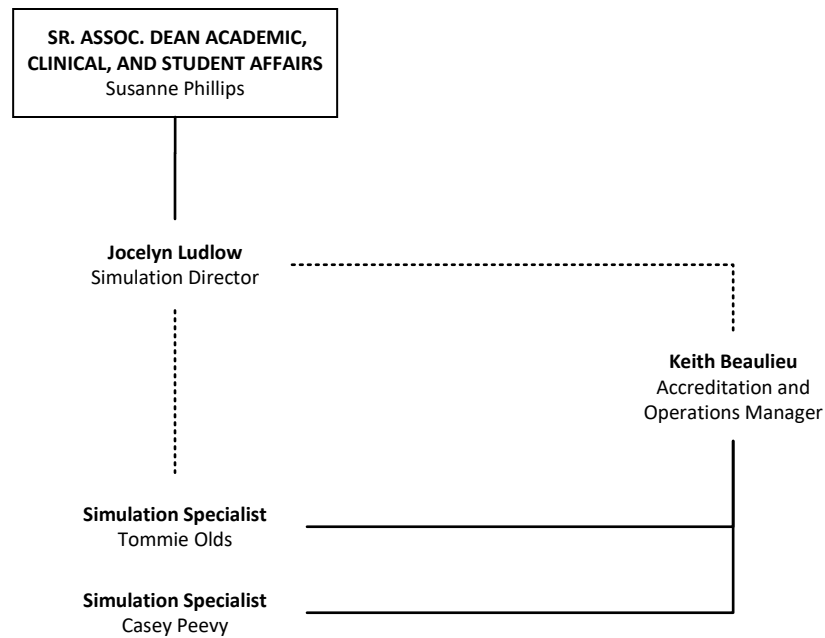 SR. ASSOC. DEAN ACADEMIC,
CLINICAL, AND STUDENT AFFAIRS
Susanne Phillips
Jocelyn Ludlow
Simulation Director
Keith Beaulieu
Accreditation and
Operations Manager
Simulation Specialist
Tommie Olds
Simulation Specialist
Casey Peevy